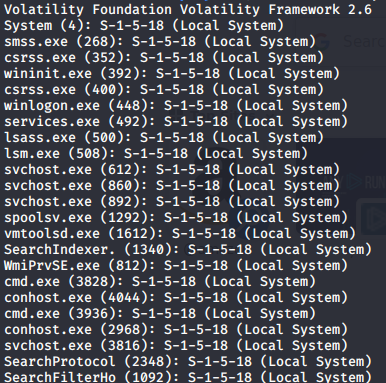 Volatility Foundation Volatility Framework 2.6
System (4): S-1-5-18 (Local System)
smss.exe (268): S-1-5-18 (Local System)
csrss.exe (352): S-1-5-18 (Local System)
wininit.exe (392): S-1-5-18 (Local System)
csrss.exe (400): S-1-5-18 (Local System)
winlogon.exe (448): S-1-5-18 (Local System)
services.exe (492): S-1-5-18 (Local System)
lsass.exe (500): S-1-5-18 (Local System)
lsm.exe (508): S-1-5-18 (Local System)
svchost.exe (612): S-1-5-18 (Local System)
svchost.exe (860): S-1-5-18 (Local System)
svchost.exe (892): S-1-5-18 (Local System)
spoolsv.exe (1292): S-1-5-18 (Local System)
vmtoolsd.exe (1612): S-1-5-18 (Local System)
SearchIndexer. (1340): S-1-5-18 (Local System)
WmiPrvSE.exe (812): S-1-5-18 (Local System)
cmd.exe (3828): S-1-5-18 (Local System)
conhost.exe (4044): S-1-5-18 (Local System)
cmd.exe (3936): S-1-5-18 (Local System)
conhost.exe (2968): S-1-5-18 (Local System)
svchost.exe (3816): S-1-5-18 (Local System)
SearchProtocol (2348): S-1-5-18 (Local System)
SearchFilterHo (1092): S-1-5-18 (Local System)